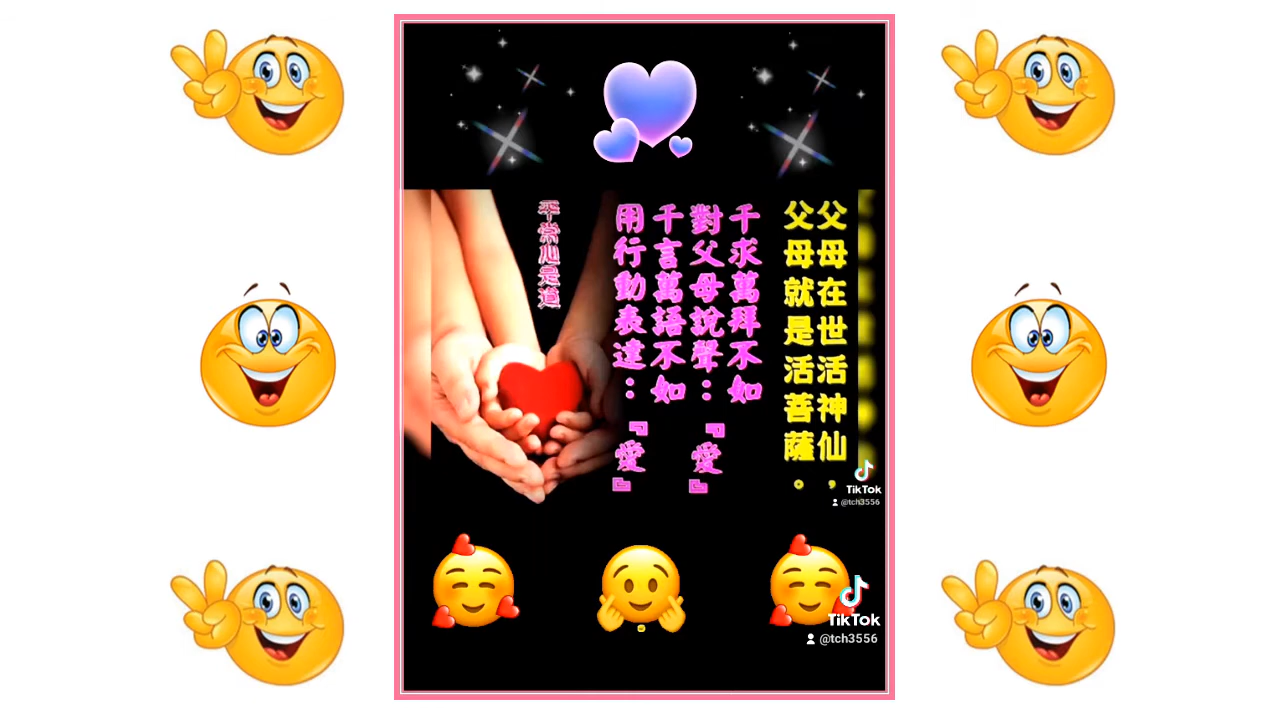 父母在世活神仙，
父母就是活菩薩。
千求萬拜不如
對父母說聲：『愛』
千言萬語不如
用行動表達：『愛』
平常心是道
TikTok
@tch3556
TikTok
@tch3556